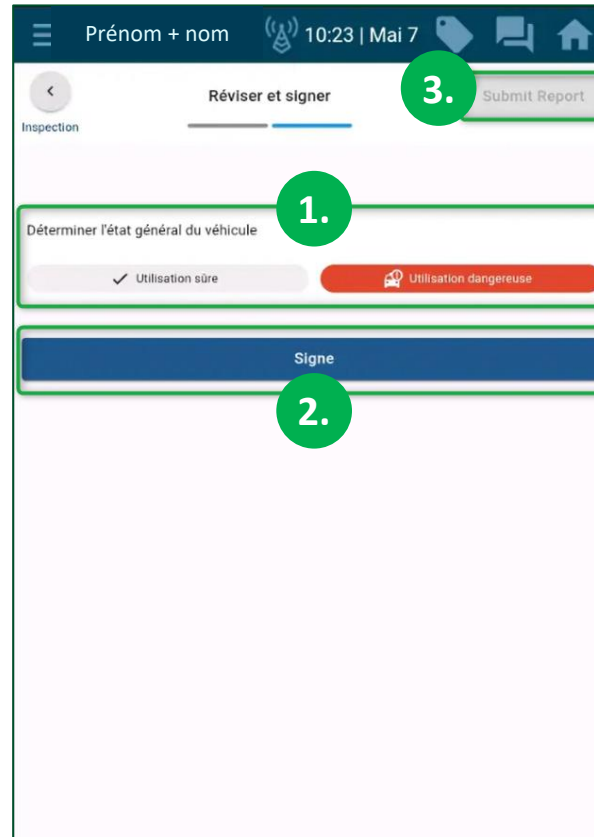 Prénom + nom 10:23 | Mai 7
Réviser et signer
3.
Submit Report
Inspection
1.
Déterminer l'état général du véhicule
Utilisation sûre
Utilisation dangereuse
Signe
2.